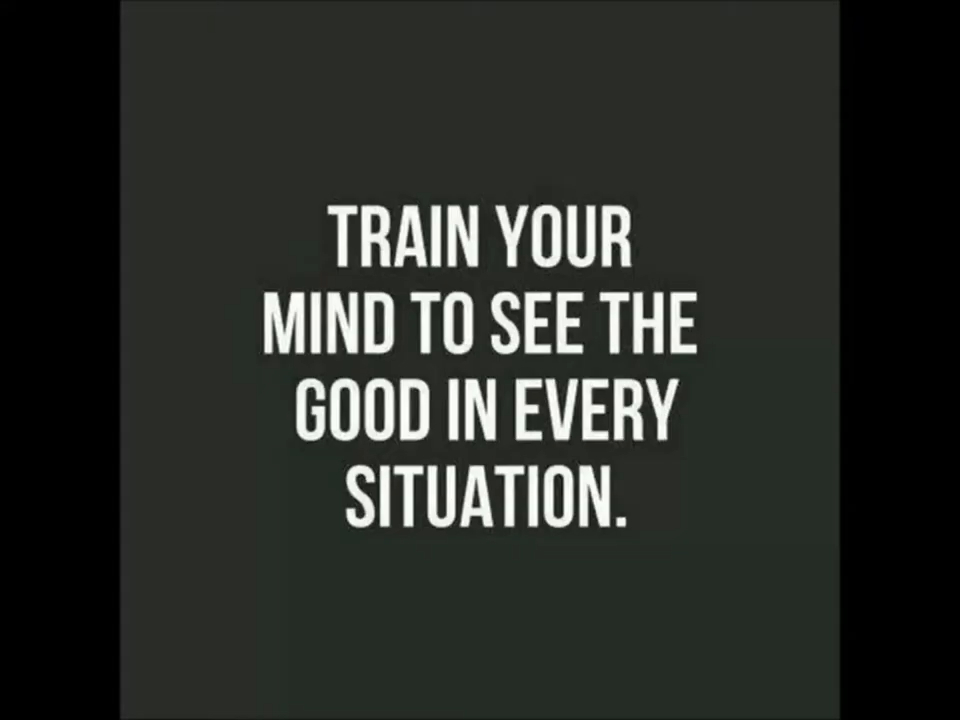 TRAIN YOUR
MIND TO SEE THE
GOOD IN EVERY
SITUATION.